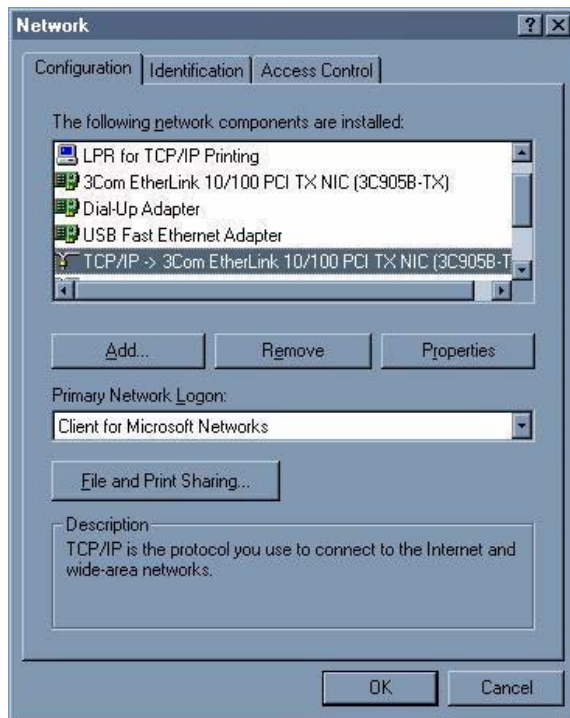 Network
Configuration Identification Access Control
The following network components are installed:
LPR for TCP/IP Printing
3Com EtherLink 10/100 PCI TX NIC (3C905B-TX)
Dial-Up Adapter
USB Fast Ethernet Adapter
TCP/IP -> 3Com EtherLink 10/100 PCI TX NIC (3C905B-T
Add... Remove Properties
Primary Network Logon:
Client for Microsoft Networks
File and Print Sharing...
Description
TCP/IP is the protocol you use to connect to the Internet and
wide-area networks.
OK Cancel